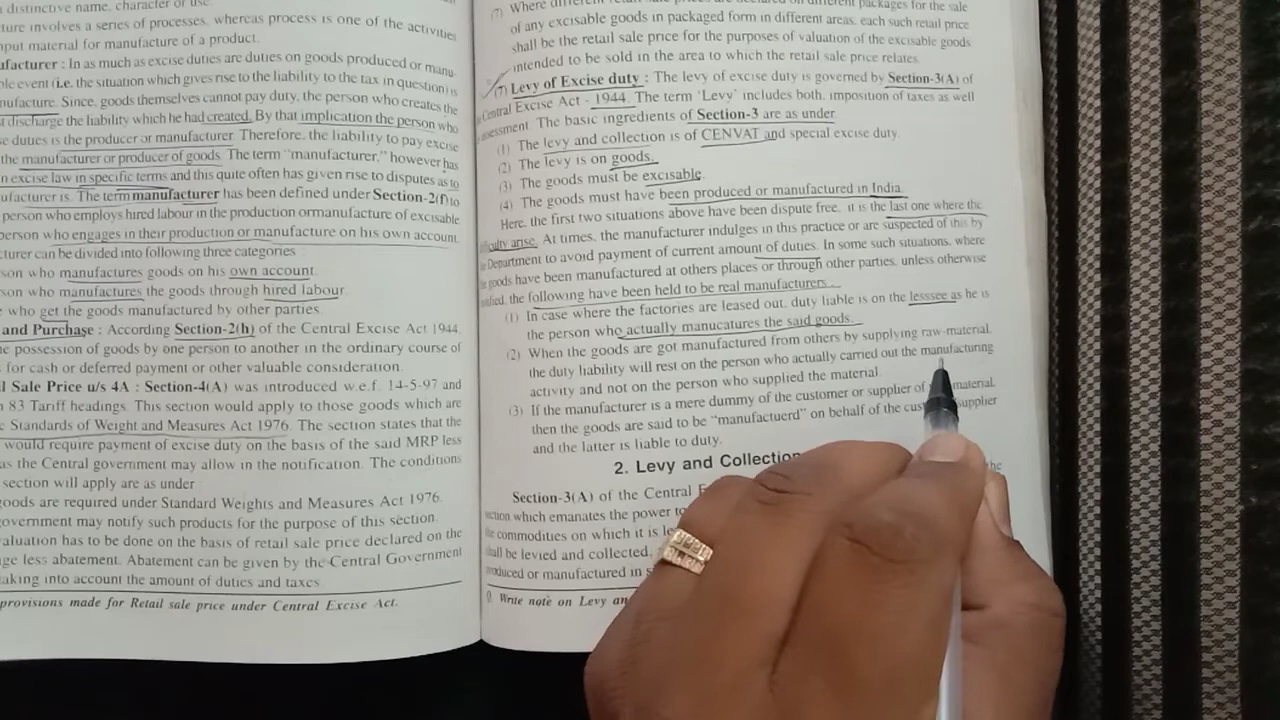 distinctive name, character or use
ture involves a series of processes, whereas process is one of the activities
nput material for manufacture of a product.
ufacturer : In as much as excise duties are duties on goods produced or manu-
ble event (i.e. the situation which gives rise to the liability to the tax in question) is
nufacture. Since, goods themselves cannot pay duty, the person who creates the
t discharge the liability which he had created. By that implication the person who
se duties is the producer or manufacturer. Therefore, the liability to pay excise
the manufacturer or producer of goods. The term "manufacturer," however has
n excise law in specific terms and this quite often has given rise to disputes as to
ufacturer is. The term manufacturer has been defined under Section-2(f) to
person who employs hired labour in the production ormanufacture of excisable
person who engages in their production or manufacture on his own account.
cturer can be divided into following three categories
son who manufactures goods on his own account.
son who manufactures the goods through hired labour.
who get the goods manufactured by other parties.
and Purchase : According Section-2(h) of the Central Excise Act 1944,
he possession of goods by one person to another in the ordinary course of
for cash or deferred payment or other valuable consideration.
il Sale Price u/s 4A : Section-4(A) was introduced w.e.f. 14-5-97 and
n 83 Tariff headings. This section would apply to those goods which are
e Standards of Weight and Measures Act 1976. The section states that the
would require payment of excise duty on the basis of the said MRP less
as the Central government may allow in the notification. The conditions
section will apply are as under
goods are required under Standard Weights and Measures Act 1976.
government may notify such products for the purpose of this section.
valuation has to be done on the basis of retail sale price declared on the
age less abatement. Abatement can be given by the Central Government
aking into account the amount of duties and taxes.
provisions made for Retail sale price under Central Excise Act.
(7) Where different retail sale prices are declared on different packages for the sale
of any excisable goods in packaged form in different areas, each such retail price
shall be the retail sale price for the purposes of valuation of the excisable goods
intended to be sold in the area to which the retail sale price relates.
(7) Levy of Excise duty : The levy of excise duty is governed by Section-3(A) of
Central Excise Act - 1944. The term 'Levy' includes both, imposition of taxes as well
assessment. The basic ingredients of Section-3 are as under
(1) The levy and collection is of CENVAT and special excise duty.
(2) The levy is on goods.
(3) The goods must be excisable.
(4) The goods must have been produced or manufactured in India.
Here, the first two situations above have been dispute free, it is the last one where the
fficulty arise. At times, the manufacturer indulges in this practice or are suspected of this by
e Department to avoid payment of current amount of duties. In some such situations, where
he goods have been manufactured at others places or through other parties, unless otherwise
the following have been held to be real manufacturers.
(1) In case where the factories are leased out, duty liable is on the lesssee as he is
the person who actually manucatures the said goods.
(2) When the goods are got manufactured from others by supplying raw-material,
the duty liability will rest on the person who actually carried out the manufacturing
activity and not on the person who supplied the material.
(3) If the manufacturer is a mere dummy of the customer or supplier of material,
then the goods are said to be "manufactuerd" on behalf of the cus supplier
and the latter is liable to duty.
2. Levy and Collection
Section-3(A) of the Central E the
ection which emanates the power to
he commodities on which it is le
shall be levied and collected,
produced or manufactured in
Q. Write note on Levy an